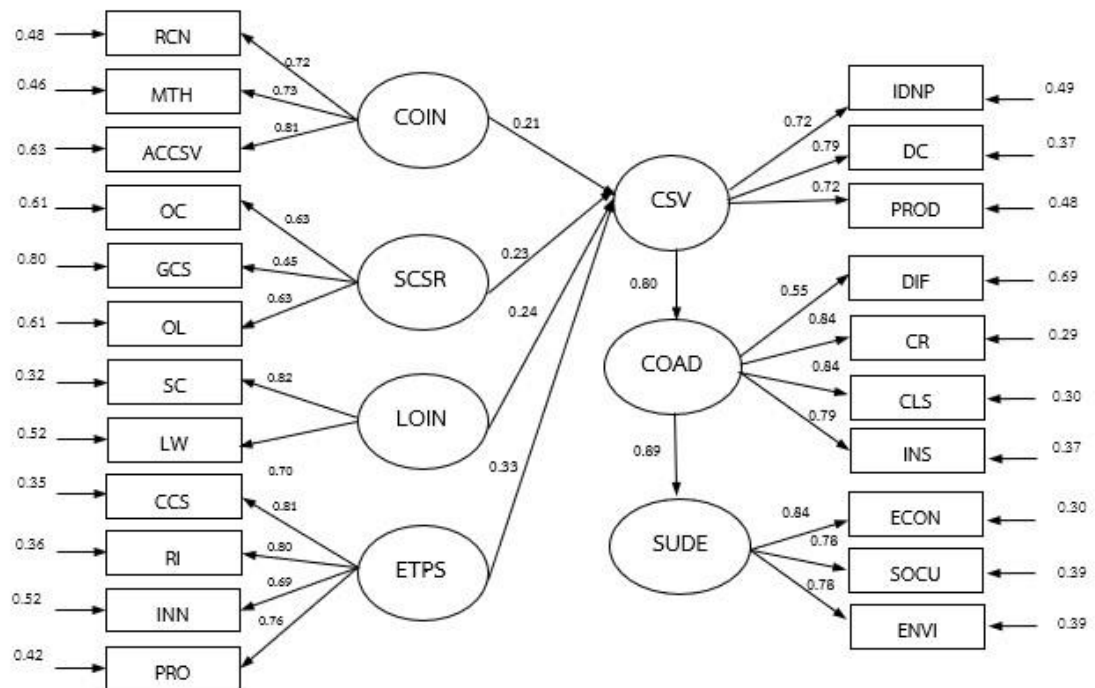 0.48 RCN
0.72
0.46 MTH
0.73
COIN
0.63 ACCSV
0.81
0.21
0.61 OC
0.63
0.80 GCS
0.45
SCSR
0.23
0.61 OL
0.63
0.24
0.32 SC
0.82
LOIN
0.52 LW
0.70
0.33
0.35 CCS
0.81
0.36 RI
0.80
ETPS
0.52 INN
0.69
0.42 PRO
0.76
CSV
0.72
IDNP 0.49
0.79
DC 0.37
0.72
PROD 0.48
0.80
COAD
0.55
DIF 0.69
0.84
CR 0.29
0.84
CLS 0.30
0.79
INS 0.37
0.89
SUDE
0.84
ECON 0.30
0.78
SOCU 0.39
0.78
ENVI 0.39